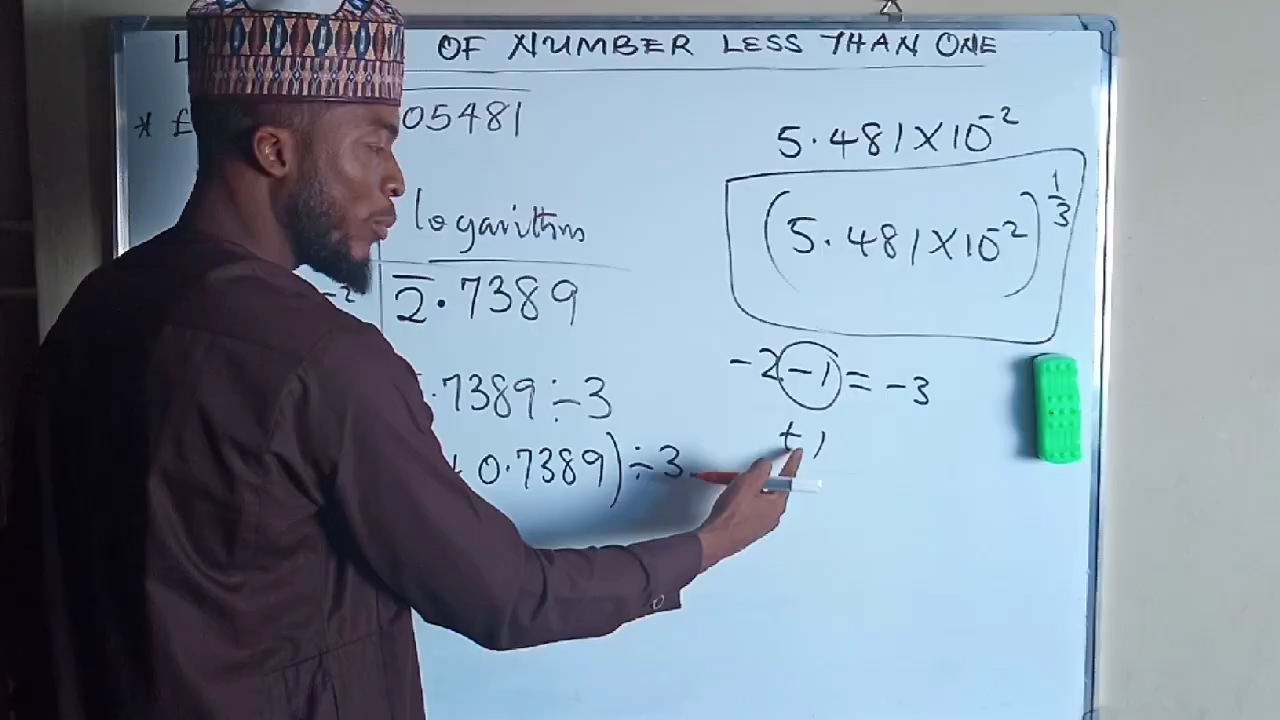 L OF NUMBER LESS THAN ONE
* £ 05481
5.481×10⁻²
(5.481×10⁻²)^1/3
logarithm
-2 2̅.7389
.7389÷3
-2-1=-3
+1
+ 0.7389)÷3